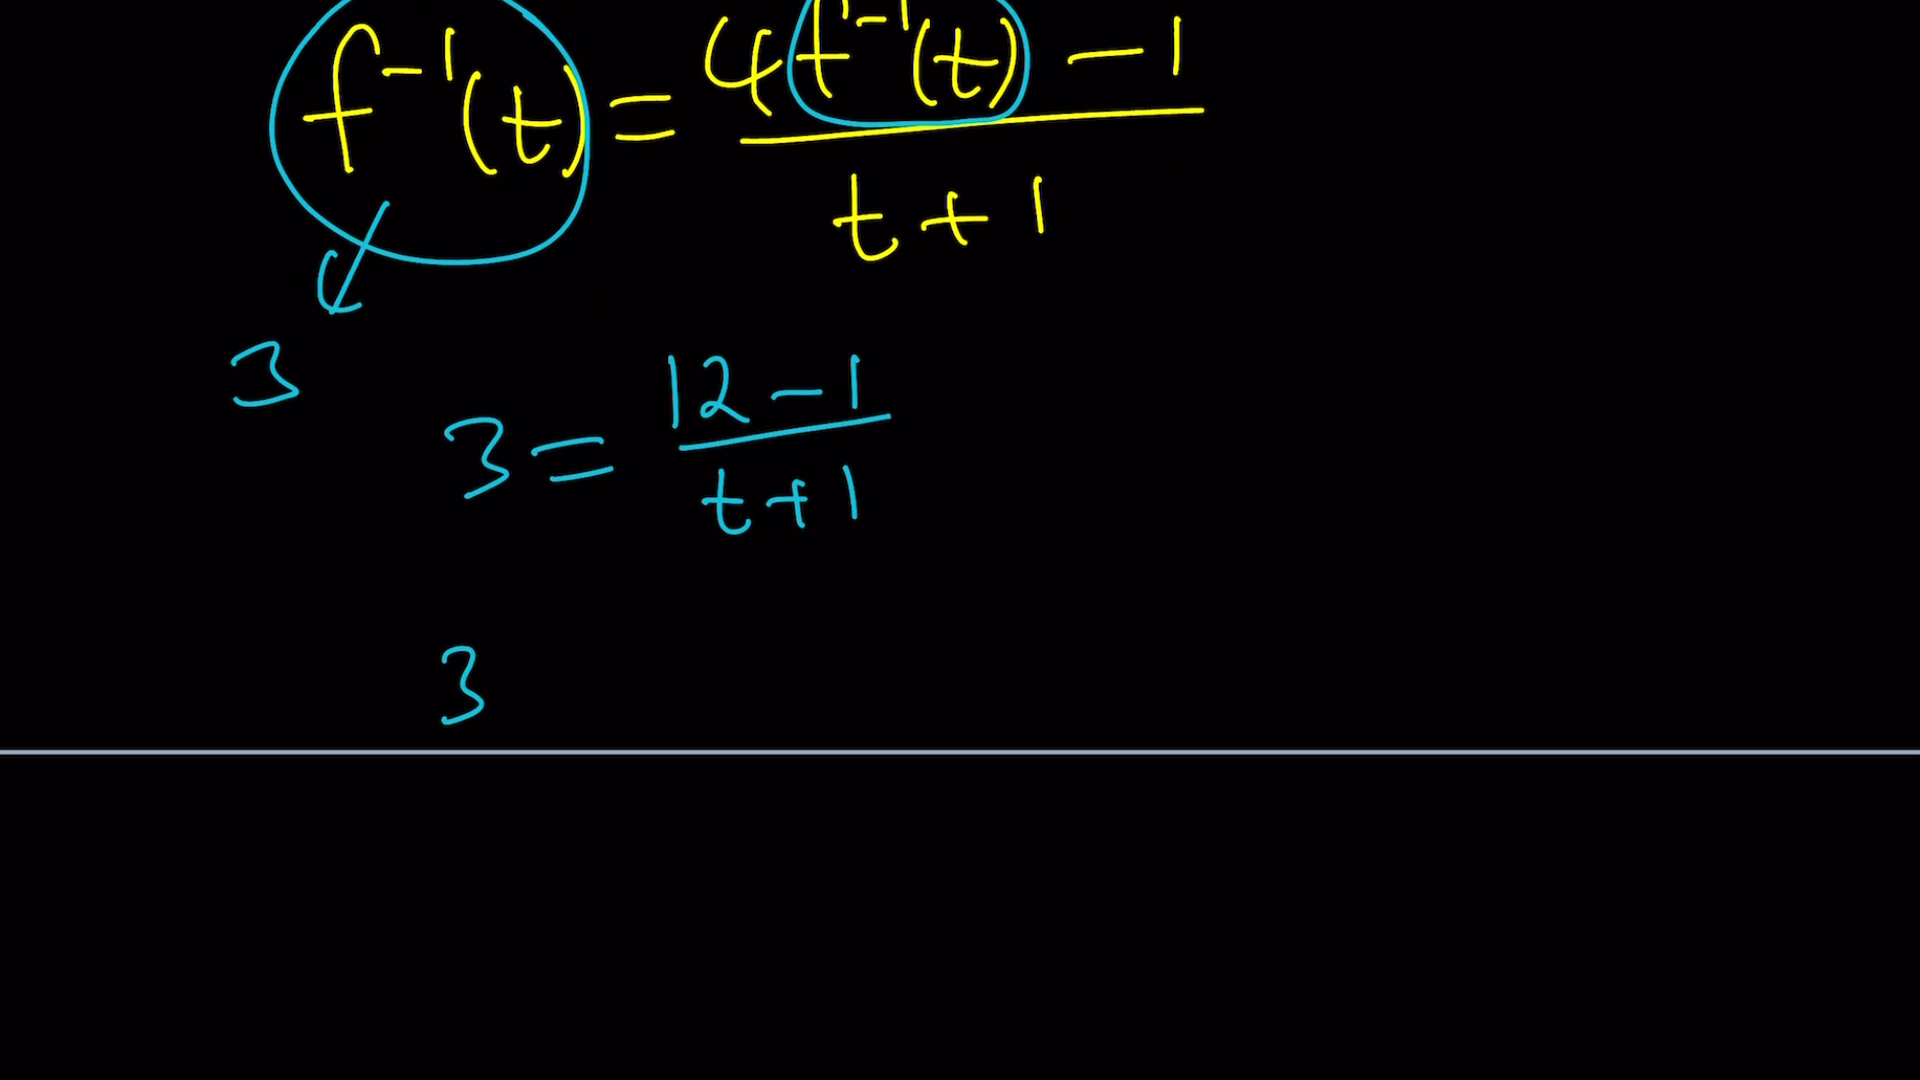 f⁻¹(t) = (4f⁻¹(t) − 1)/(t + 1)
3
3 = (12 − 1)/(t + 1)
3